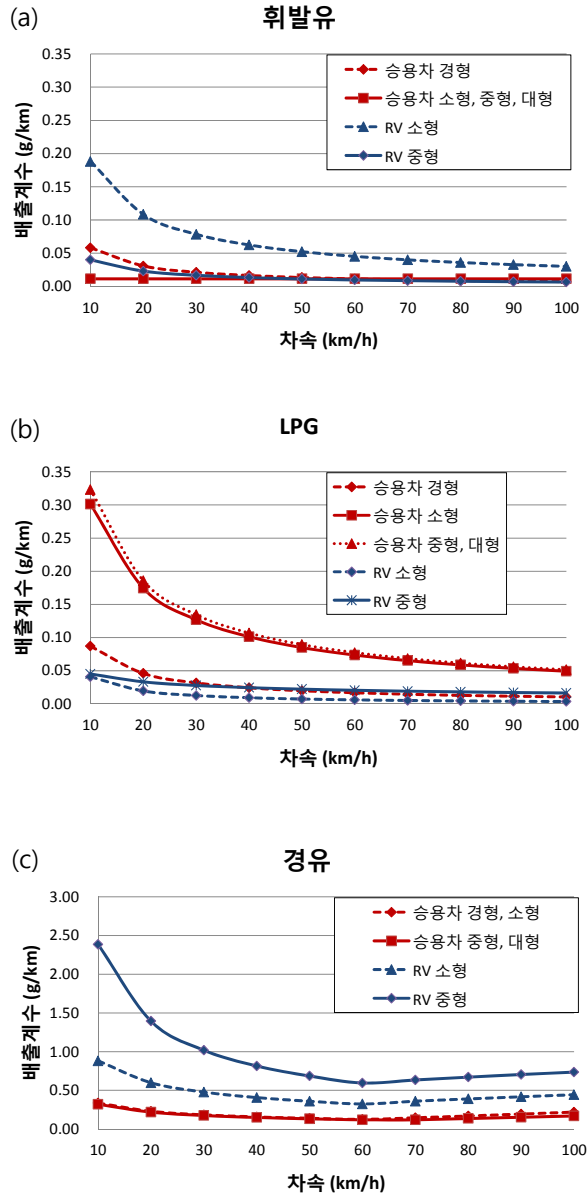 (a)
휘발유
배출계수 (g/km)
0.35
0.30
0.25
0.20
0.15
0.10
0.05
0.00
승용차 경형
승용차 소형, 중형, 대형
RV 소형
RV 중형
10 20 30 40 50 60 70 80 90 100
차속 (km/h)
(b)
LPG
배출계수 (g/km)
0.35
0.30
0.25
0.20
0.15
0.10
0.05
0.00
승용차 경형
승용차 소형
승용차 중형, 대형
RV 소형
RV 중형
10 20 30 40 50 60 70 80 90 100
차속 (km/h)
(c)
경유
배출계수 (g/km)
3.00
2.50
2.00
1.50
1.00
0.50
0.00
승용차 경형, 소형
승용차 중형, 대형
RV 소형
RV 중형
10 20 30 40 50 60 70 80 90 100
차속 (km/h)